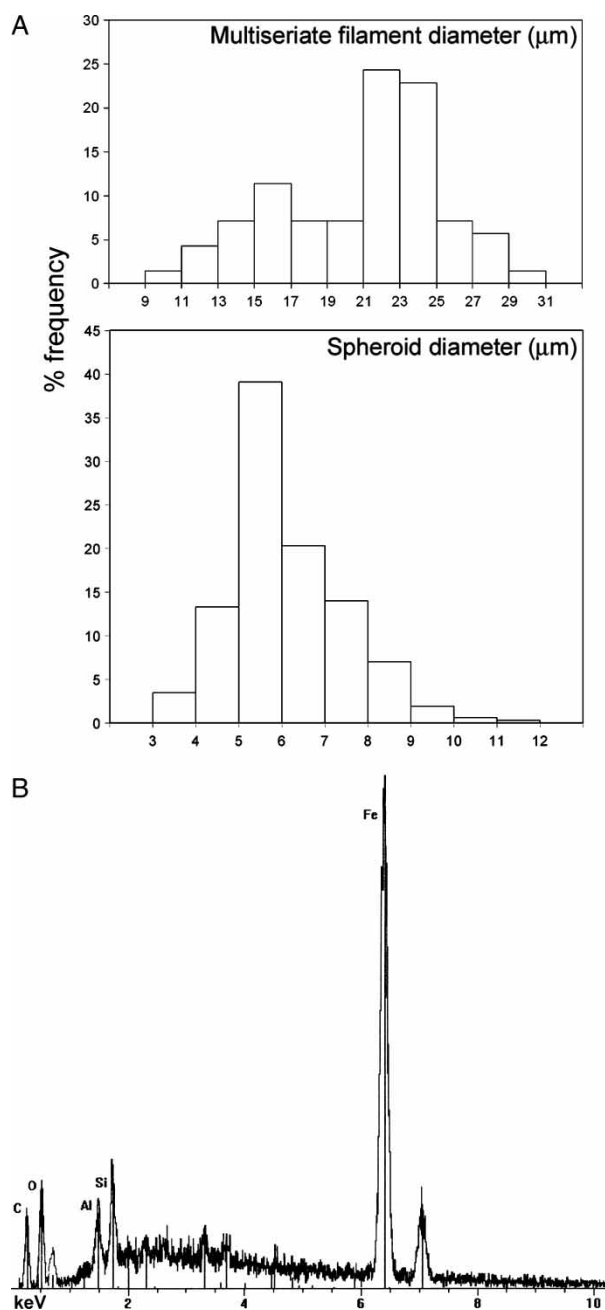 A
Multiseriate filament diameter (μm)
30
25
20
15
10
5
0
9 11 13 15 17 19 21 23 25 27 29 31
% frequency
Spheroid diameter (μm)
45
40
35
30
25
20
15
10
5
0
3 4 5 6 7 8 9 10 11 12
B
Fe
Si
O
Al
C
keV 2 4 6 8 10